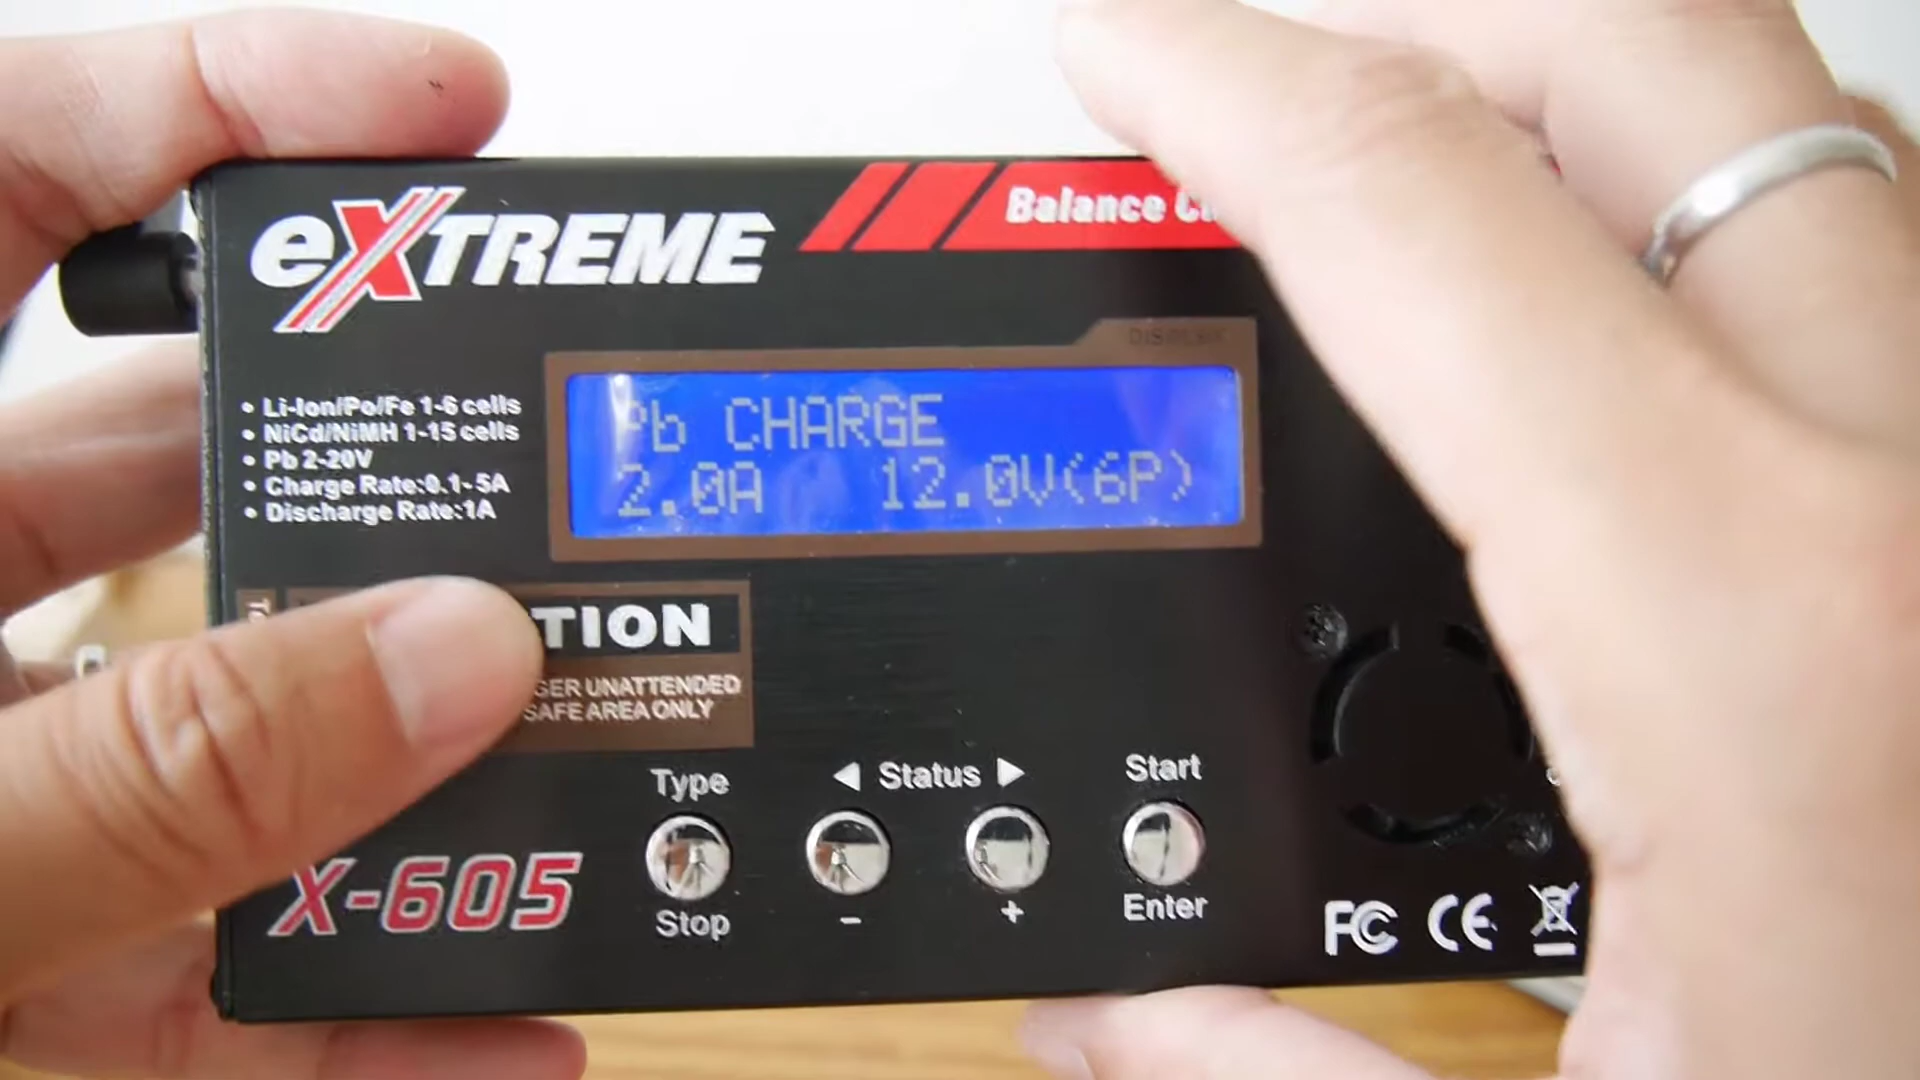 eXTREME
Balance
DISPLAY
Pb CHARGE
2.0A 12.0V(6P)
• Li-Ion/Po/Fe 1-6 cells
• NiCd/NiMH 1-15 cells
• Pb 2-20V
• Charge Rate:0.1-5A
• Discharge Rate:1A
TION
GER UNATTENDED
SAFE AREA ONLY
Type
◀ Status ▶
Start
Stop
-
+
Enter
X-605
FC CE